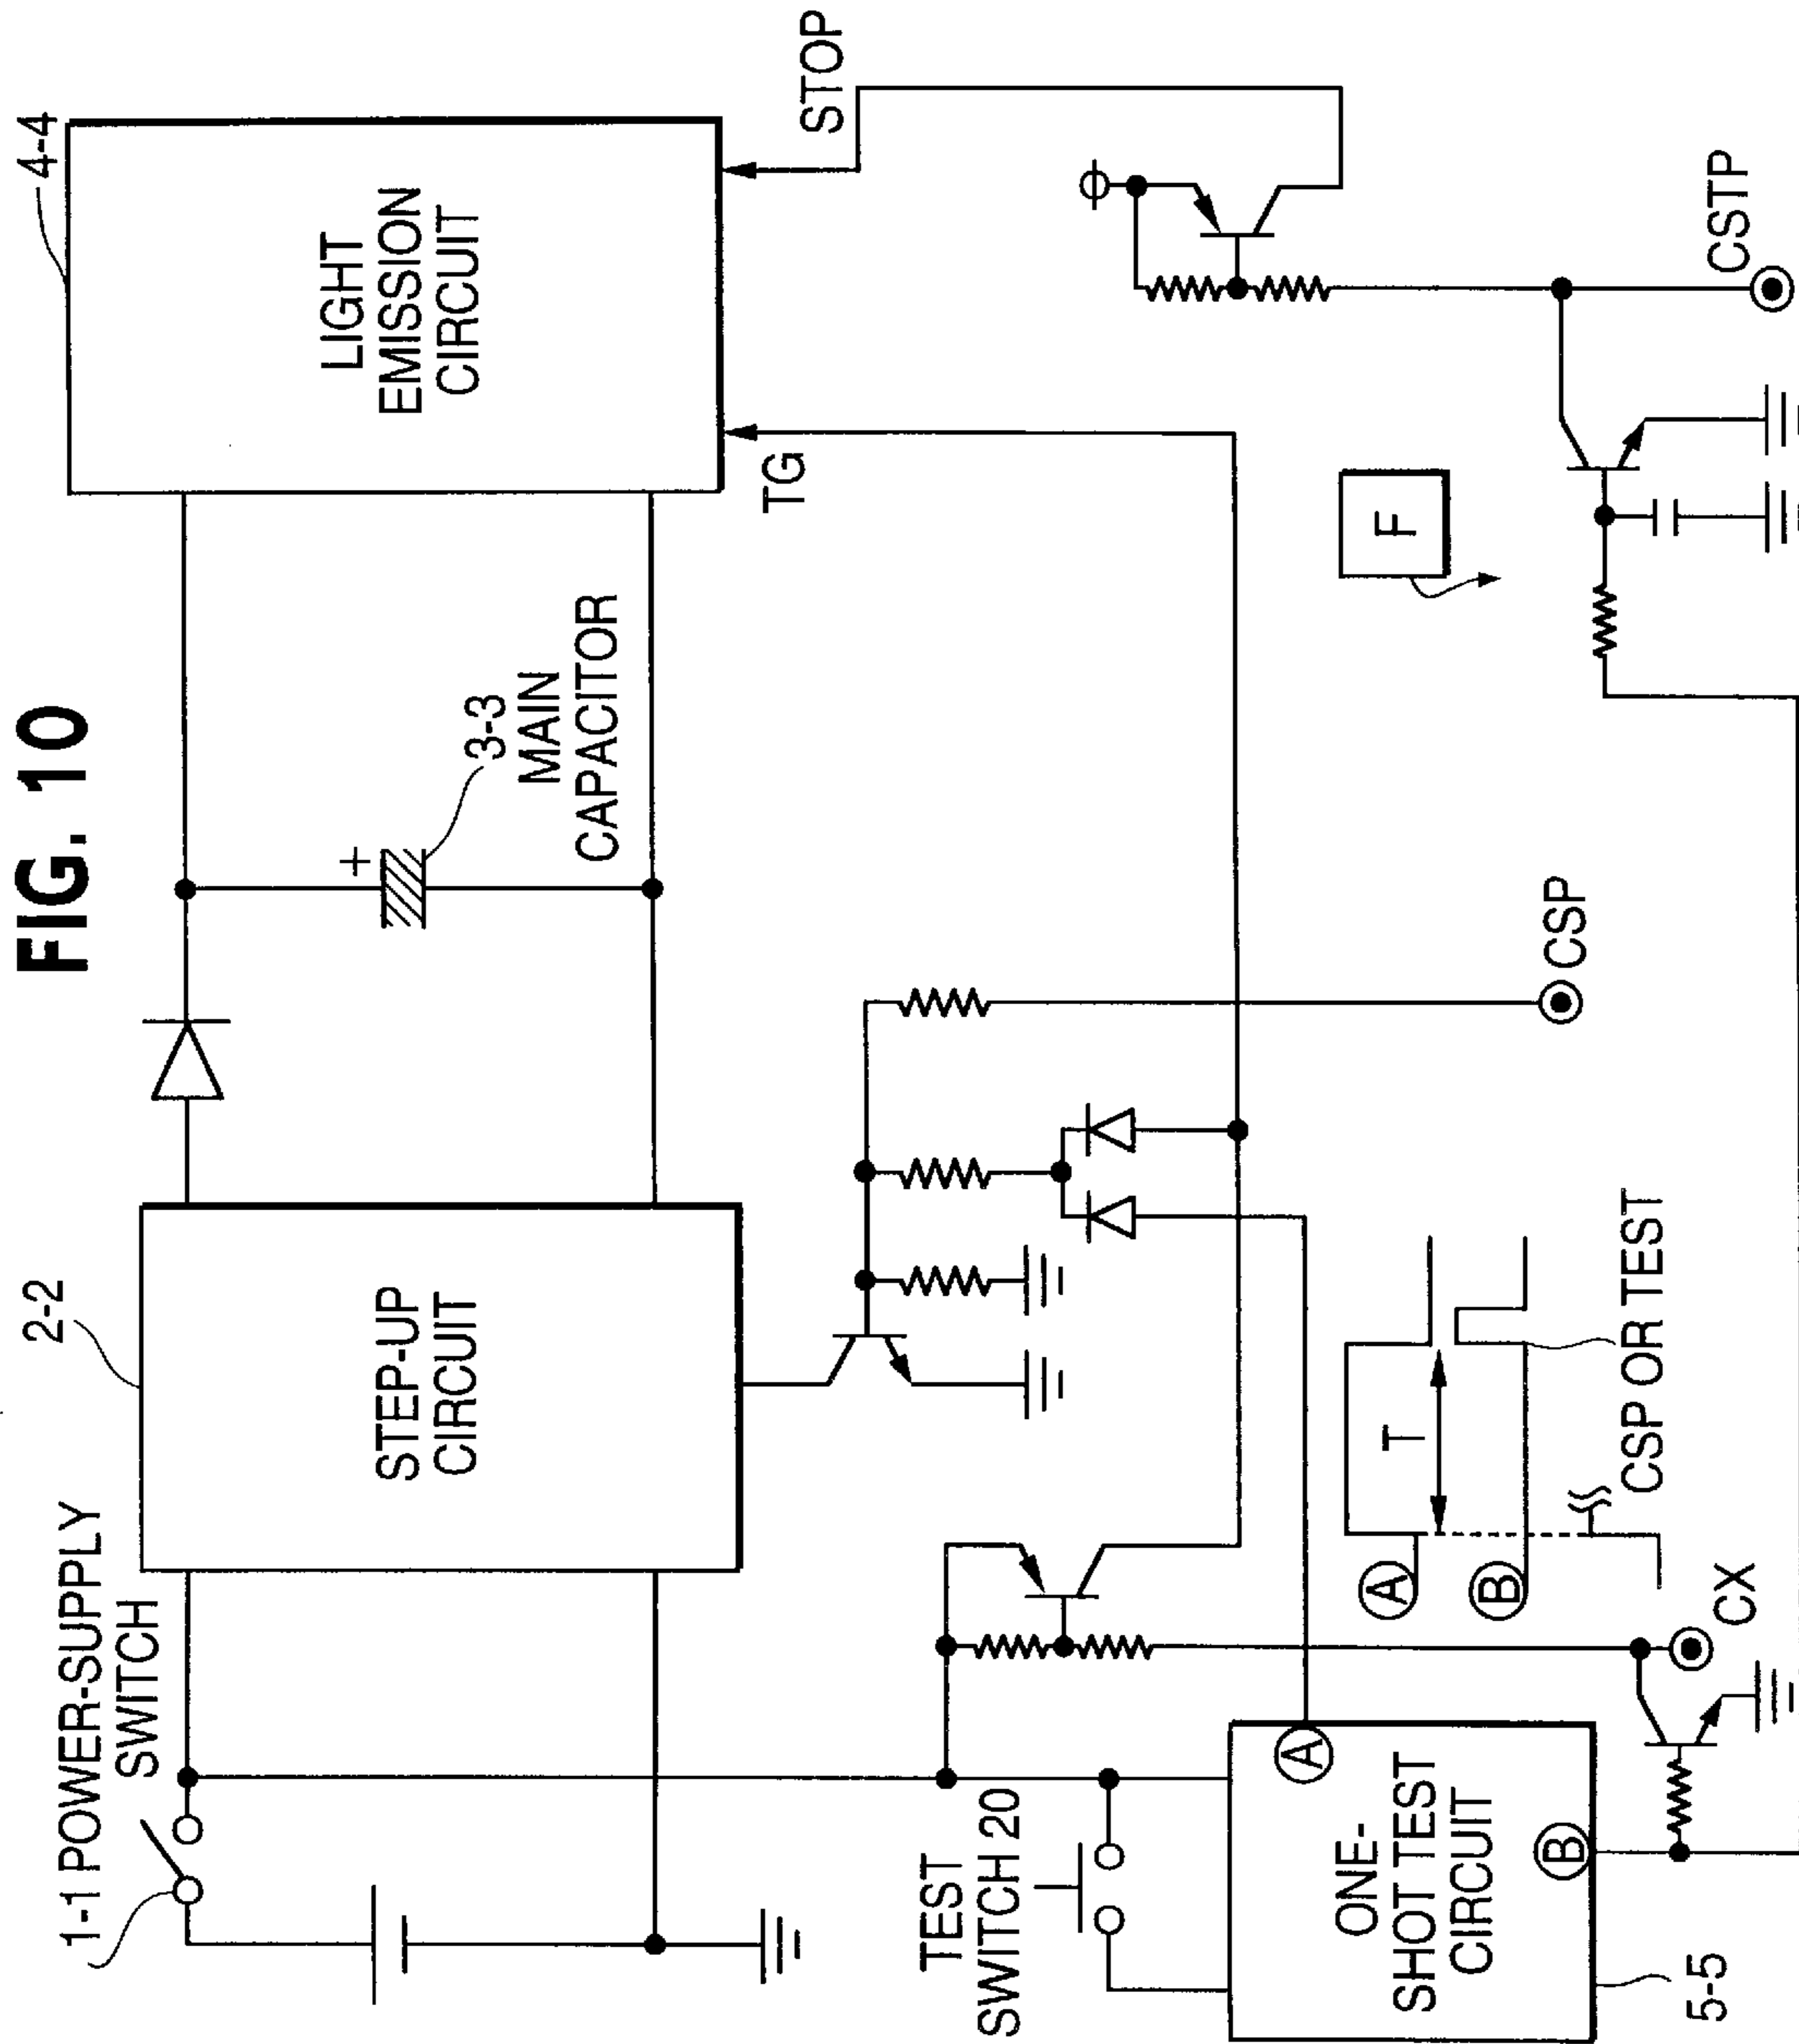 FIG. 10
1-1 POWER-SUPPLY
SWITCH
2-2
STEP-UP
CIRCUIT
+
3-3
MAIN
CAPACITOR
4-4
LIGHT
EMISSION
CIRCUIT
TG
STOP
TEST
SWITCH 20
ONE-
SHOT TEST
CIRCUIT
A
B
5-5
A
B
T
CSP OR TEST
CX
CSP
F
CSTP